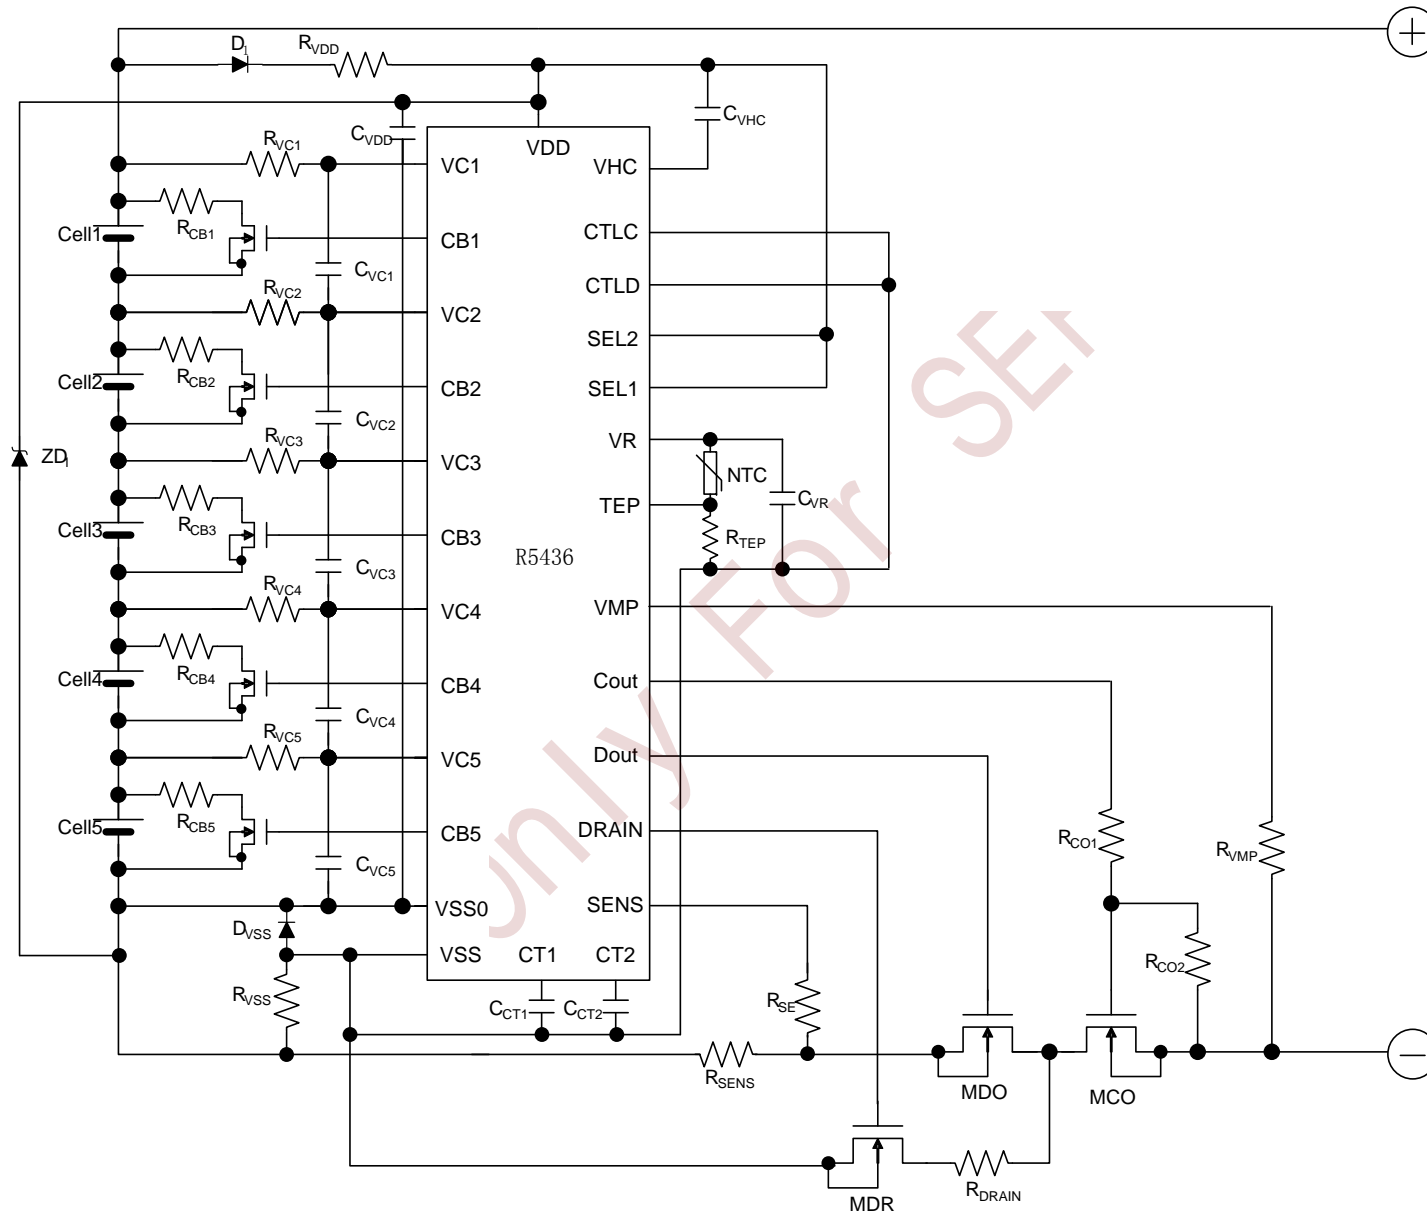 D1
RVDD
CVHC
CVDD
VDD
RVC1
VC1
VHC
RCB1
Cell1
CB1
CTLC
CVC1
RVC2
CTLD
VC2
SEL2
RCB2
Cell2
CB2
SEL1
CVC2
RVC3
VR
ZD1
VC3
NTC
CVR
TEP
RCB3
Cell3
CB3
RTEP
R5436
CVC3
RVC4
VC4
VMP
RCB4
Cell4
CB4
Cout
CVC4
RVC5
VC5
Dout
RCB5
Cell5
CB5
DRAIN
RCO1
RVMP
CVC5
VSS0
SENS
DVSS
VSS
CT1
CT2
RCO2
RVSS
CCT1
CCT2
RSE
RSENS
MDO
MCO
MDR
RDRAIN
only For SEI